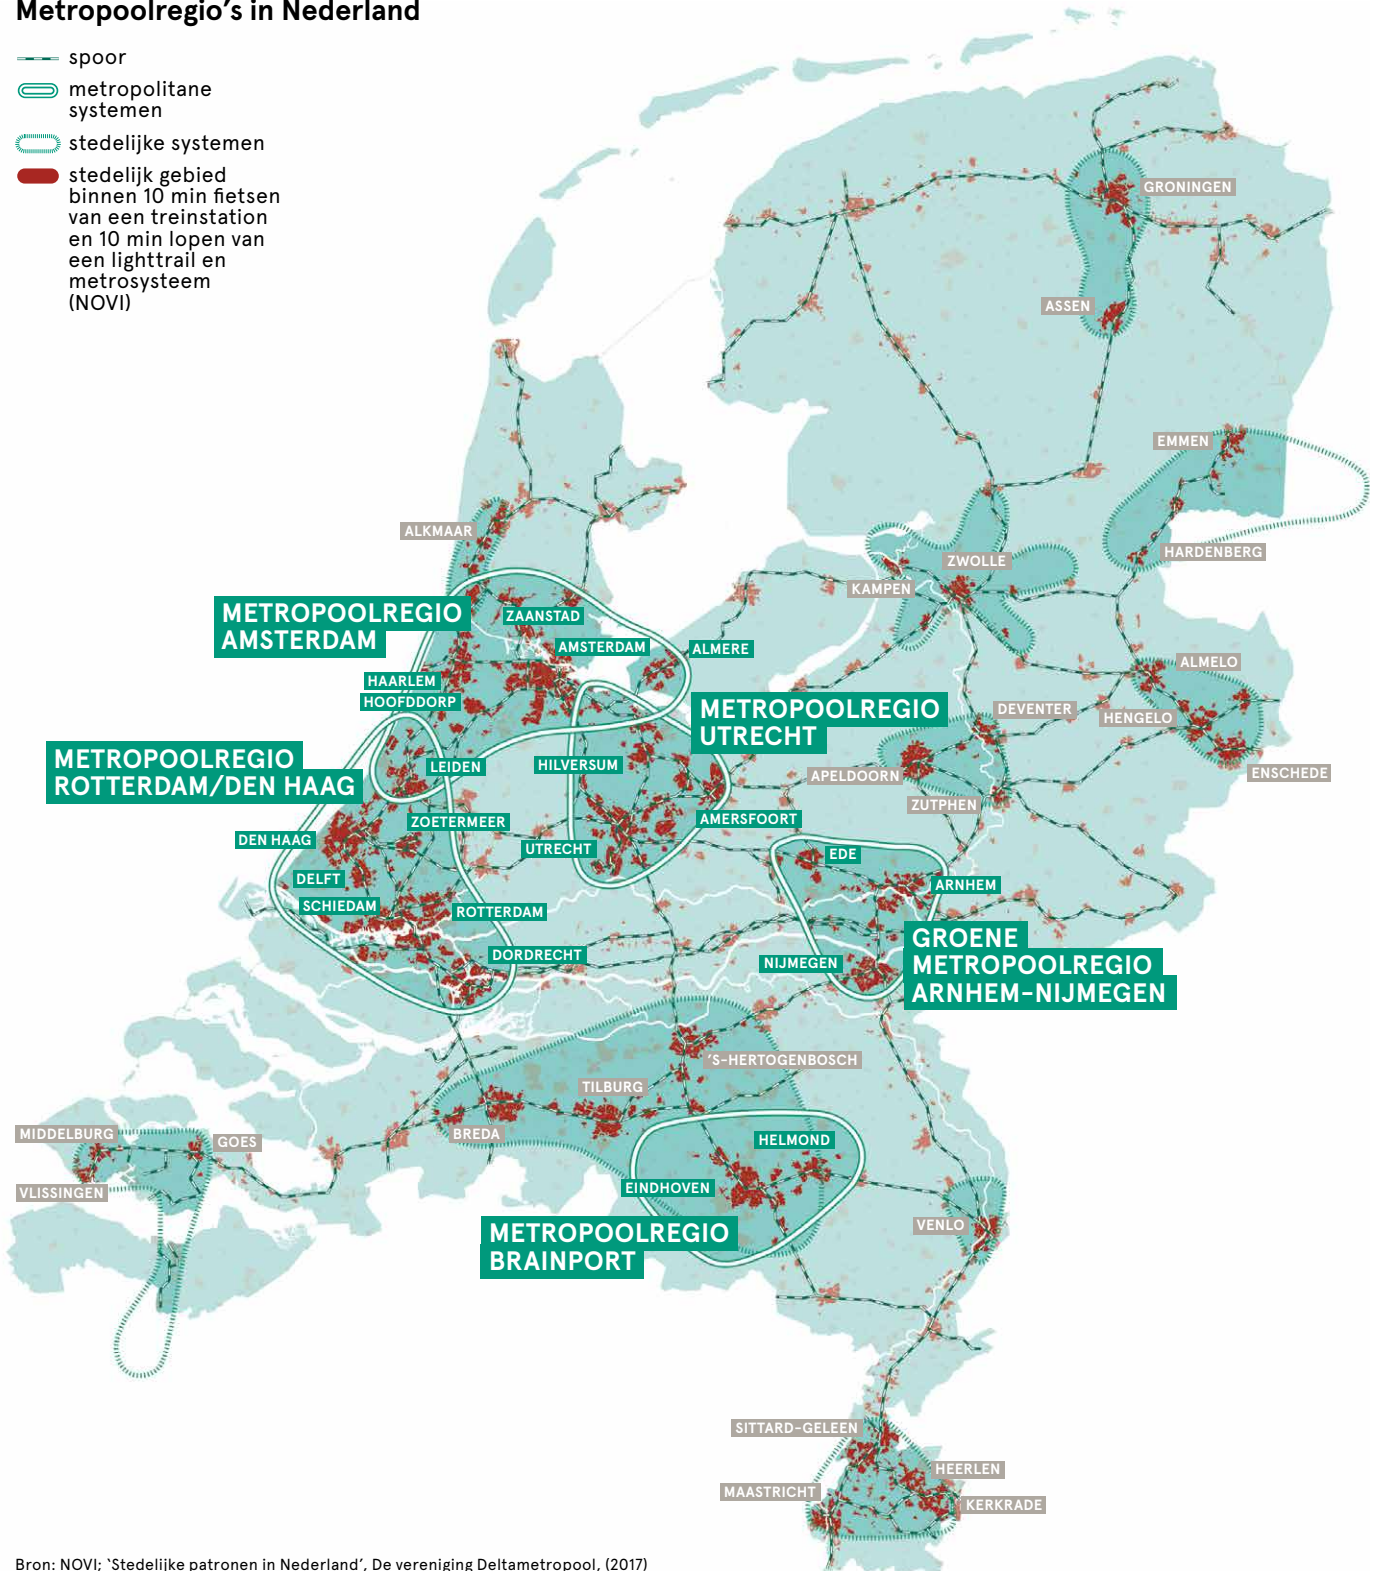 Metropoolregio's in Nederland
spoor
metropolitane
systemen
stedelijke systemen
stedelijk gebied
binnen 10 min fietsen
van een treinstation
en 10 min lopen van
een lighttrail en
metrosysteem
(NOVI)
GRONINGEN
ASSEN
EMMEN
HARDENBERG
ALKMAAR
ZWOLLE
KAMPEN
METROPOOLREGIO
AMSTERDAM
ZAANSTAD
AMSTERDAM
ALMERE
HAARLEM
HOOFDDORP
ALMELO
DEVENTER
HENGELO
ENSCHEDE
APELDOORN
ZUTPHEN
METROPOOLREGIO
UTRECHT
METROPOOLREGIO
ROTTERDAM/DEN HAAG
LEIDEN
HILVERSUM
ZOETERMEER
AMERSFOORT
DEN HAAG
UTRECHT
DELFT
SCHIEDAM
ROTTERDAM
DORDRECHT
EDE
ARNHEM
NIJMEGEN
GROENE
METROPOOLREGIO
ARNHEM-NIJMEGEN
'S-HERTOGENBOSCH
TILBURG
BREDA
MIDDELBURG
GOES
VLISSINGEN
HELMOND
EINDHOVEN
METROPOOLREGIO
BRAINPORT
VENLO
SITTARD-GELEEN
HEERLEN
MAASTRICHT
KERKRADE
Bron: NOVI; 'Stedelijke patronen in Nederland', De vereniging Deltametropool, (2017)